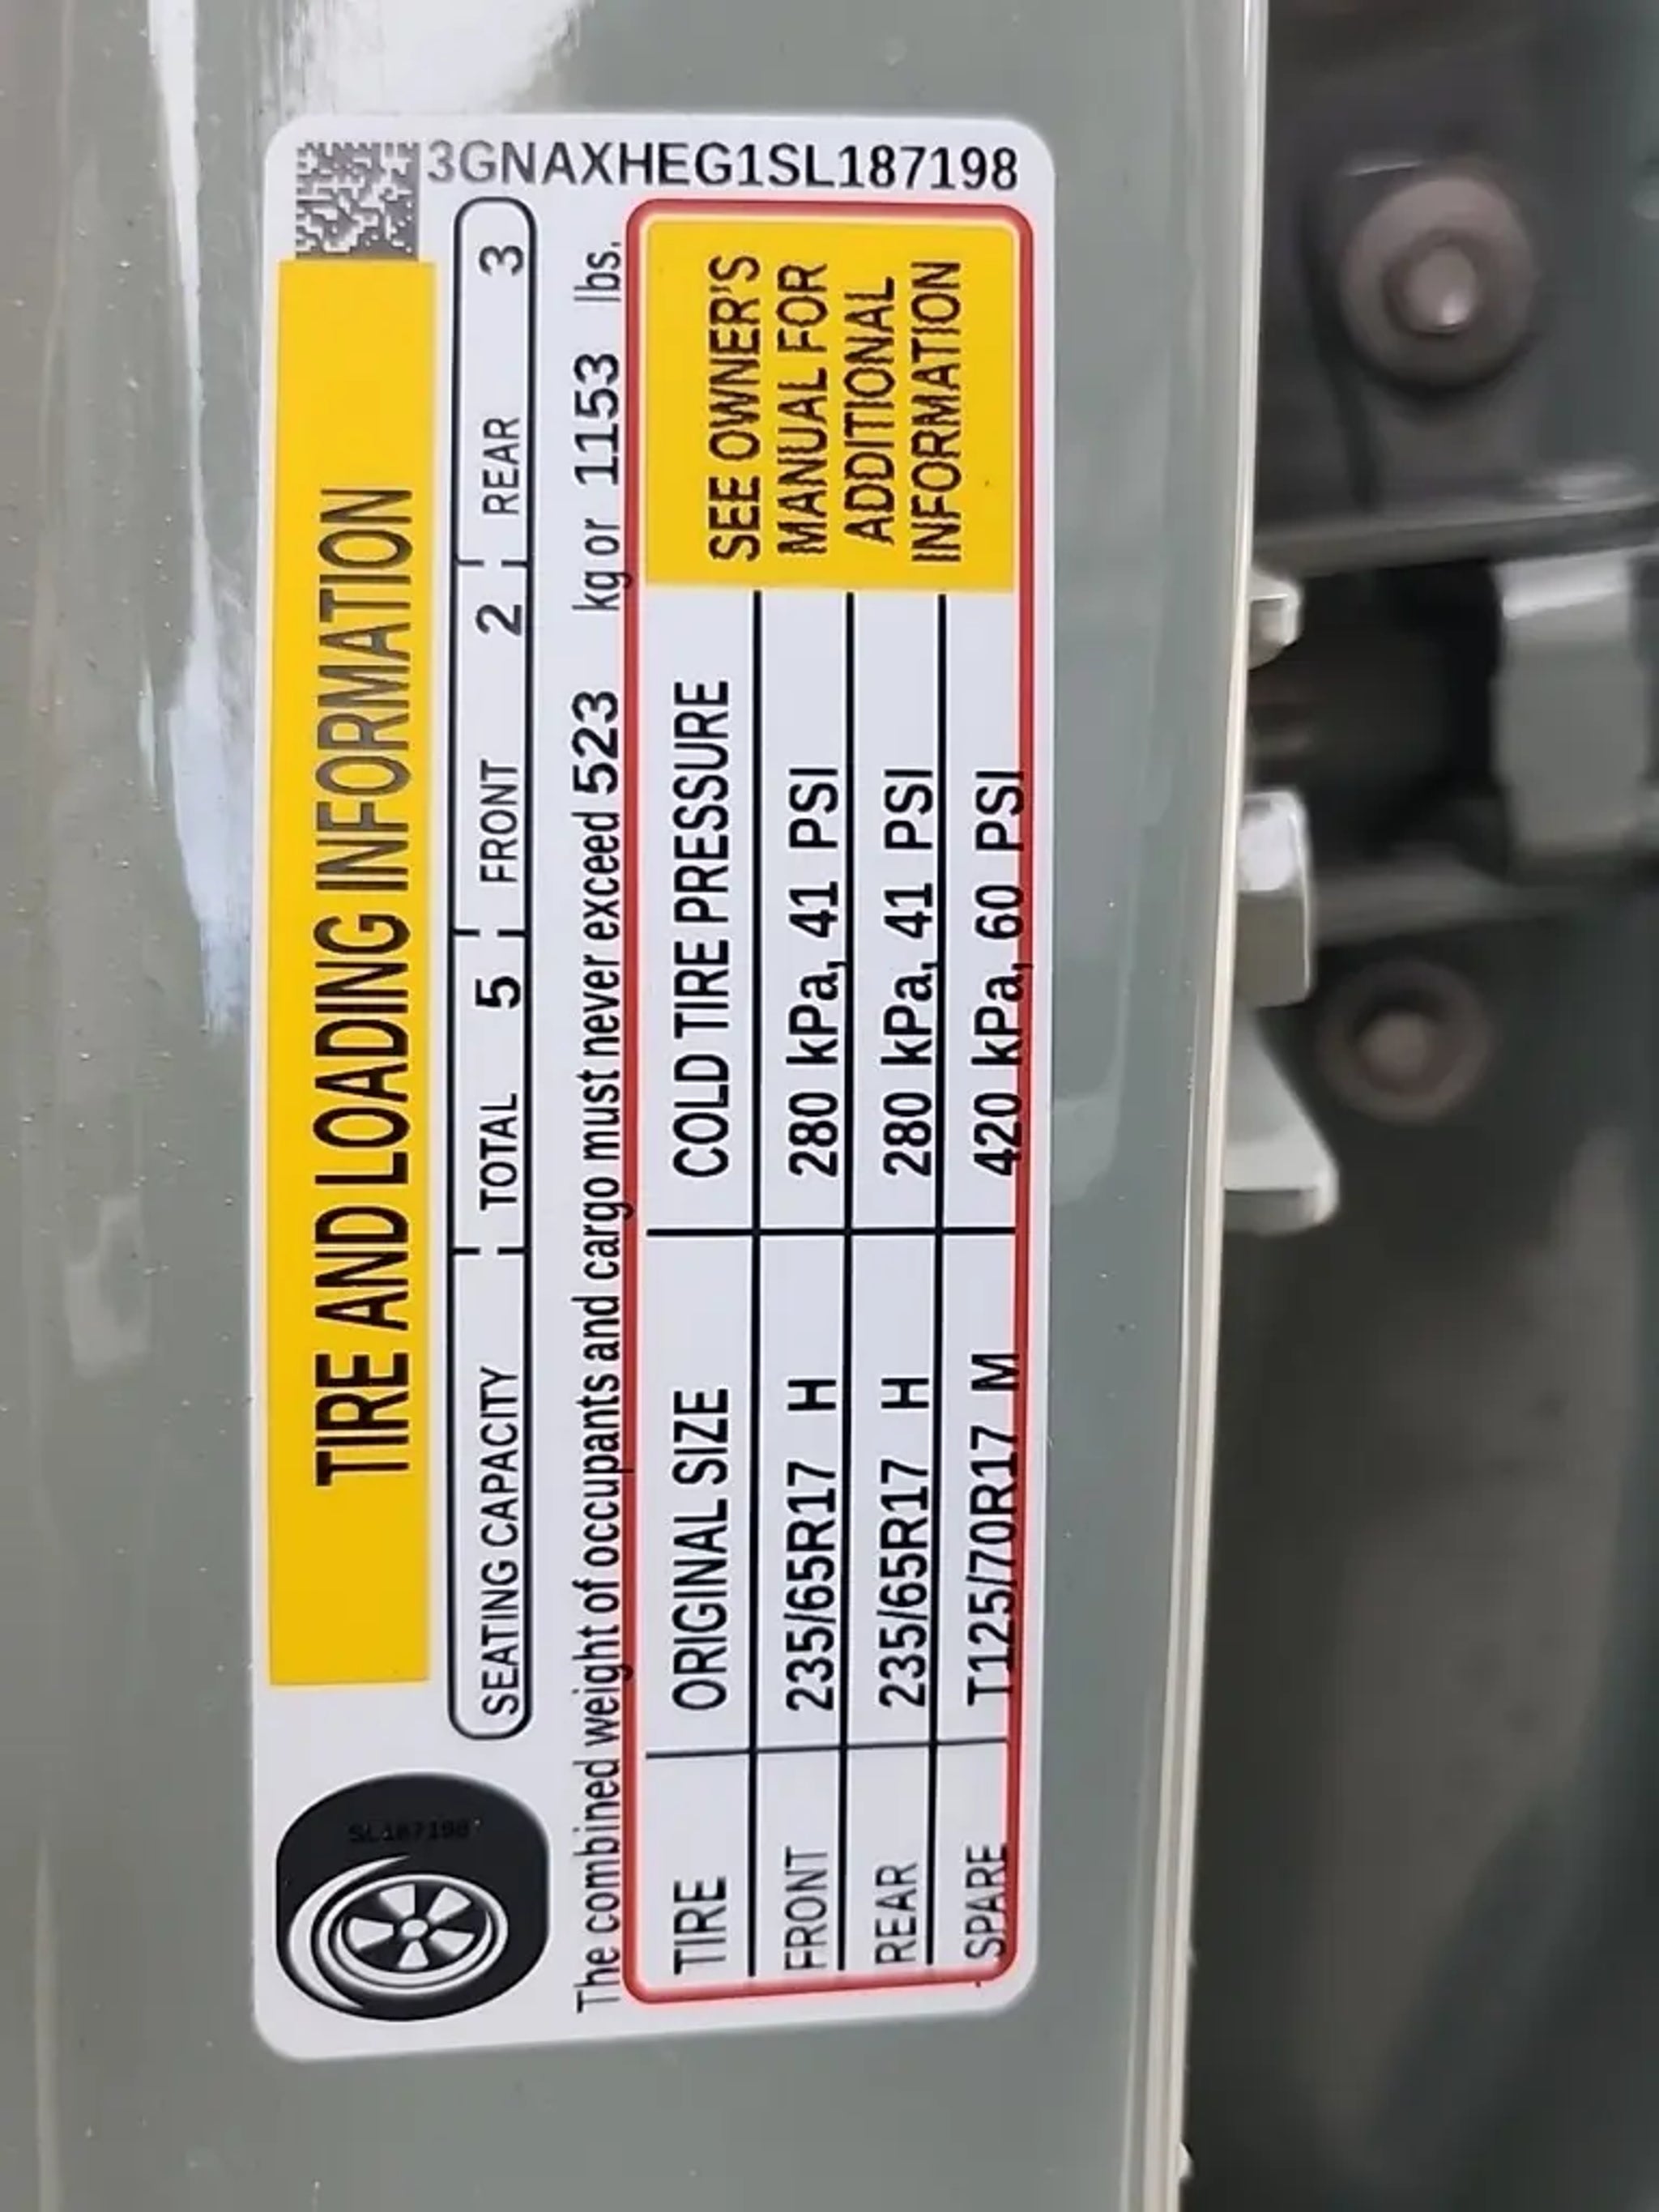 3GNAXHEG1SL187198
TIRE AND LOADING INFORMATION
SEATING CAPACITY TOTAL 5 FRONT 2 REAR 3
The combined weight of occupants and cargo must never exceed 523 kg or 1153 lbs.
TIRE ORIGINAL SIZE COLD TIRE PRESSURE
FRONT 235/65R17 H 280 kPa, 41 PSI
REAR 235/65R17 H 280 kPa, 41 PSI
SPARE T125/70R17 M 420 kPa, 60 PSI
SEE OWNER'S
MANUAL FOR
ADDITIONAL
INFORMATION
SL187198